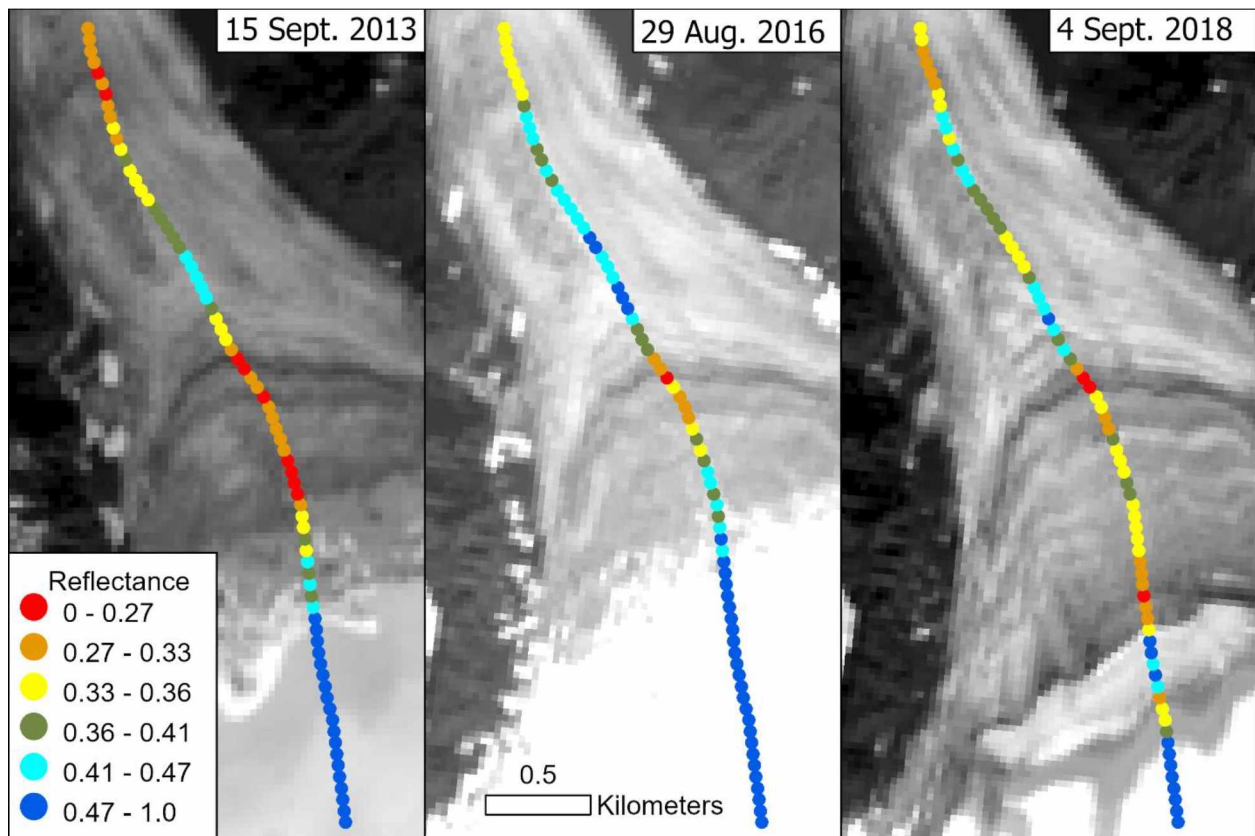 15 Sept. 2013
29 Aug. 2016
4 Sept. 2018
Reflectance
0 - 0.27
0.27 - 0.33
0.33 - 0.36
0.36 - 0.41
0.41 - 0.47
0.47 - 1.0
0.5
Kilometers